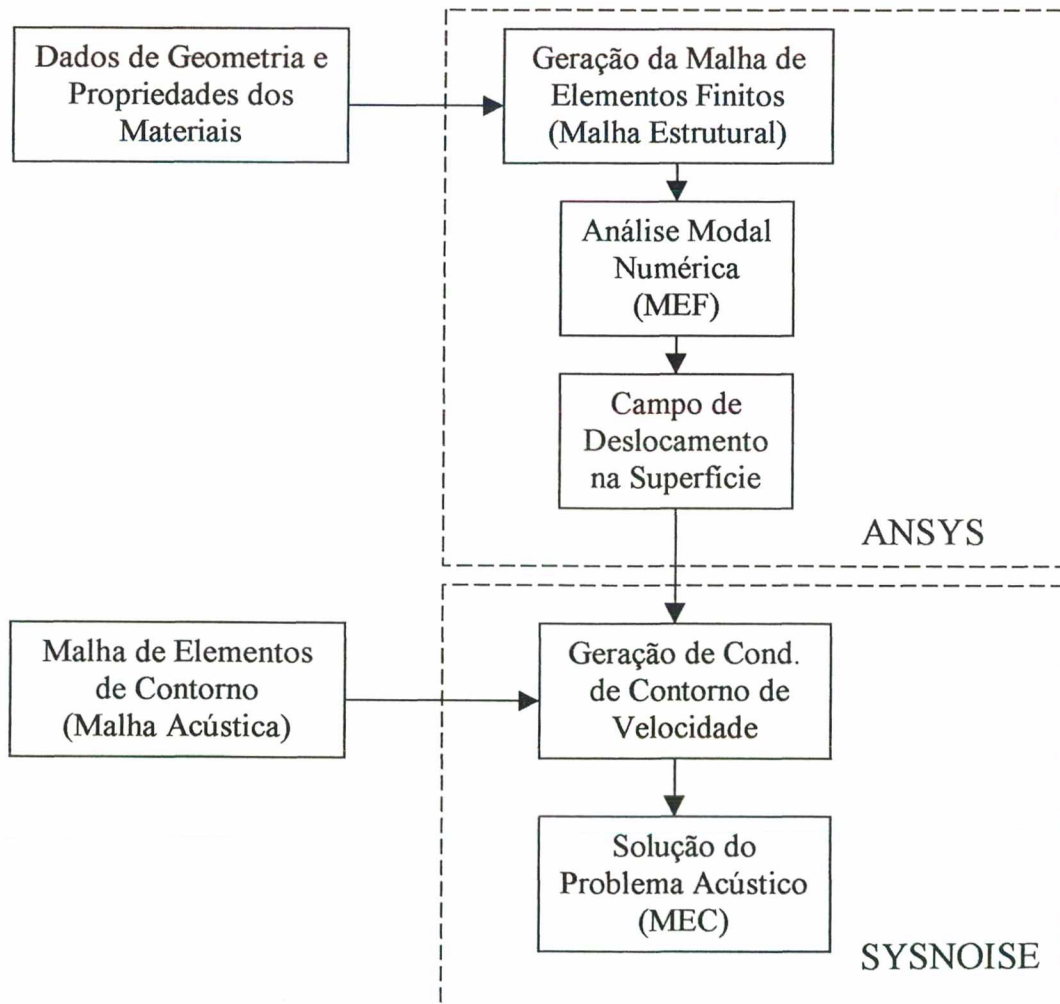 Dados de Geometria e
Propriedades dos
Materiais
Geração da Malha de
Elementos Finitos
(Malha Estrutural)
Análise Modal
Numérica
(MEF)
Campo de
Deslocamento
na Superfície
ANSYS
Malha de Elementos
de Contorno
(Malha Acústica)
Geração de Cond.
de Contorno de
Velocidade
Solução do
Problema Acústico
(MEC)
SYSNOISE